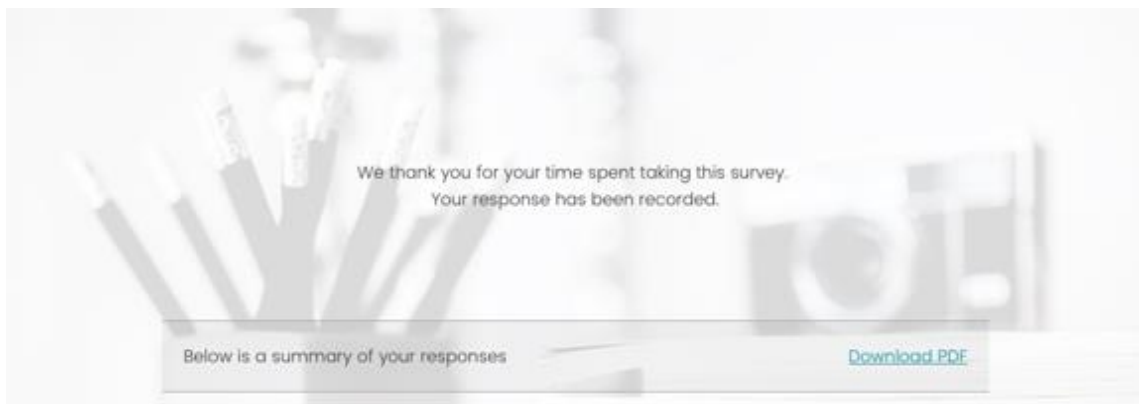 We thank you for your time spent taking this survey.
Your response has been recorded.
Below is a summary of your responses
Download PDF